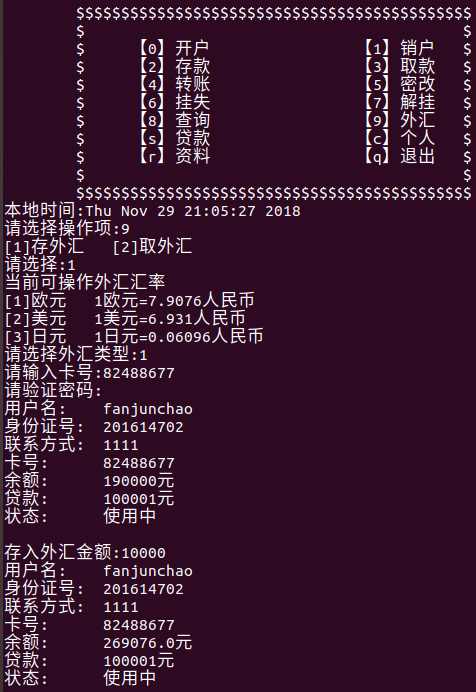 $$$$$$$$$$$$$$$$$$$$$$$$$$$$$$$$$$$$$$$$$$$$
$ $
$ 【0】开户 【1】销户 $
$ 【2】存款 【3】取款 $
$ 【4】转账 【5】密改 $
$ 【6】挂失 【7】解挂 $
$ 【8】查询 【9】外汇 $
$ 【s】贷款 【c】个人 $
$ 【r】资料 【q】退出 $
$ $
$$$$$$$$$$$$$$$$$$$$$$$$$$$$$$$$$$$$$$$$$$$$
本地时间:Thu Nov 29 21:05:27 2018
请选择操作项:9
[1]存外汇 [2]取外汇
请选择:1
当前可操作外汇汇率
[1]欧元 1欧元=7.9076人民币
[2]美元 1美元=6.931人民币
[3]日元 1日元=0.06096人民币
请选择外汇类型:1
请输入卡号:82488677
请验证密码:
用户名: fanjunchao
身份证号: 201614702
联系方式: 1111
卡号: 82488677
余额: 190000元
贷款: 100001元
状态: 使用中
存入外汇金额:10000
用户名: fanjunchao
身份证号: 201614702
联系方式: 1111
卡号: 82488677
余额: 269076.0元
贷款: 100001元
状态: 使用中